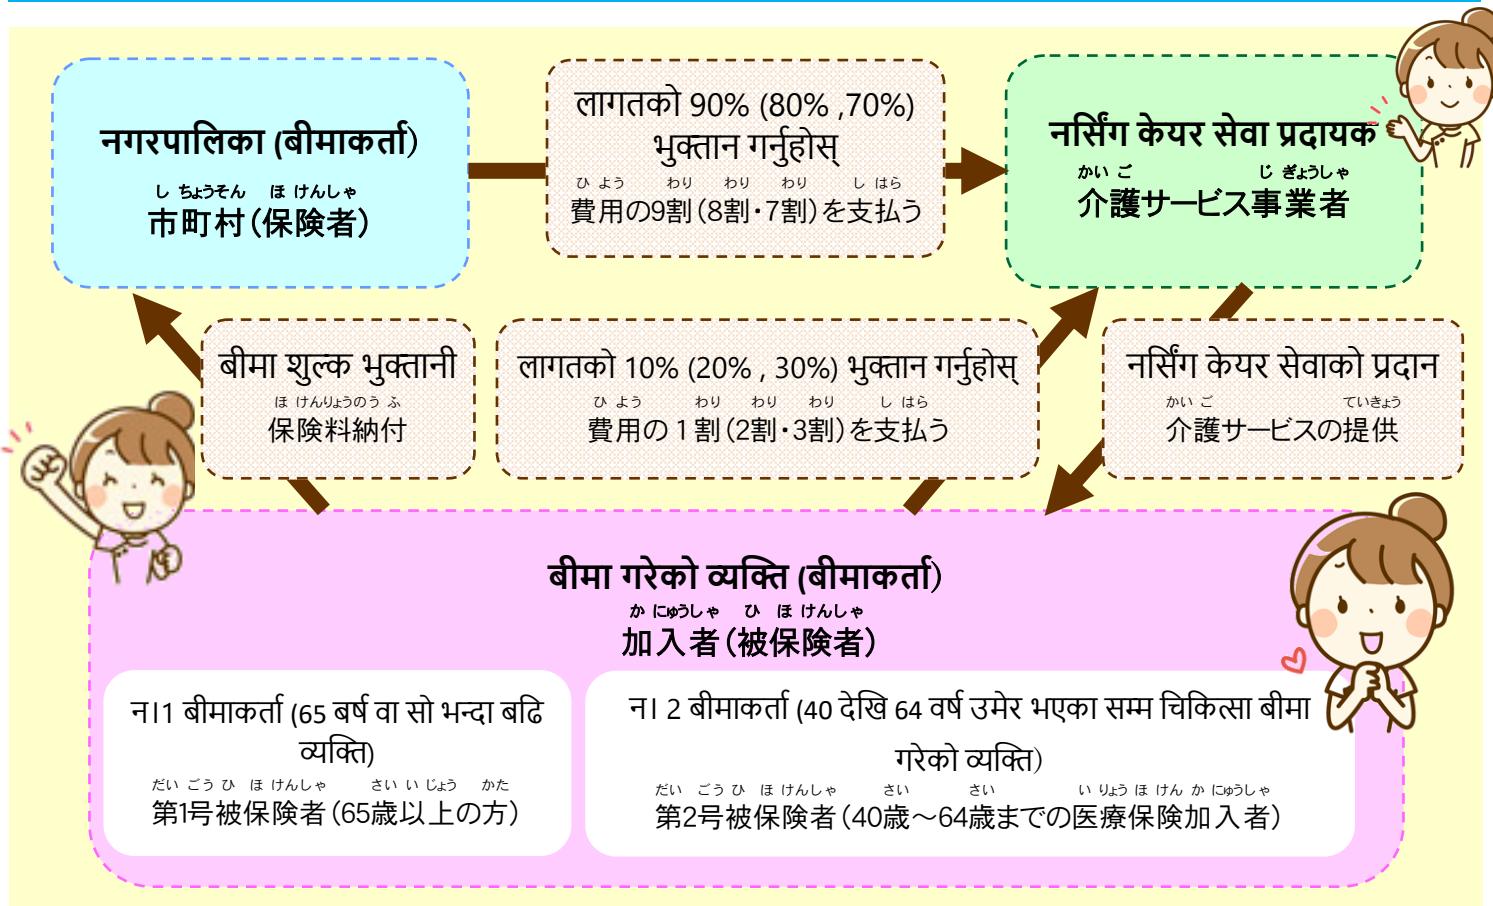 नगरपालिका (बीमाकर्ता)
し ちょうそん ほ けんしゃ
市町村(保険者)
लागतको 90% (80% ,70%)
भुक्तान गर्नुहोस्
ひ よう わり わり わり し はら
費用の9割(8割・7割)を支払う
नर्सिंग केयर सेवा प्रदायक
かい ご じ ぎょうしゃ
介護サービス事業者
बीमा शुल्क भुक्तानी
ほ けんりょうのう ふ
保険料納付
लागतको 10% (20% , 30%) भुक्तान गर्नुहोस्
ひ よう わり わり わり し はら
費用の1割(2割・3割)を支払う
नर्सिंग केयर सेवाको प्रदान
かい ご ていきょう
介護サービスの提供
बीमा गरेको व्यक्ति (बीमाकर्ता)
か にゅうしゃ ひ ほ けんしゃ
加入者(被保険者)
न।1 बीमाकर्ता (65 बर्ष वा सो भन्दा बढि
व्यक्ति)
だい ごう ひ ほ けんしゃ さい い じょう かた
第1号被保険者(65歳以上の方)
न। 2 बीमाकर्ता (40 देखि 64 वर्ष उमेर भएका सम्म चिकित्सा बीमा
गरेको व्यक्ति)
だい ごう ひ ほ けんしゃ さい さい い りょう ほ けん か にゅうしゃ
第2号被保険者(40歳～64歳までの医療保険加入者)